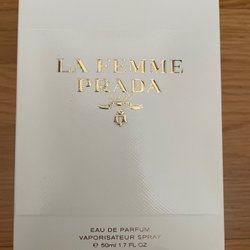 LA FEMME
PRADA
EAU DE PARFUM
VAPORISATEUR SPRAY
℮ 50ml 1.7 FL OZ